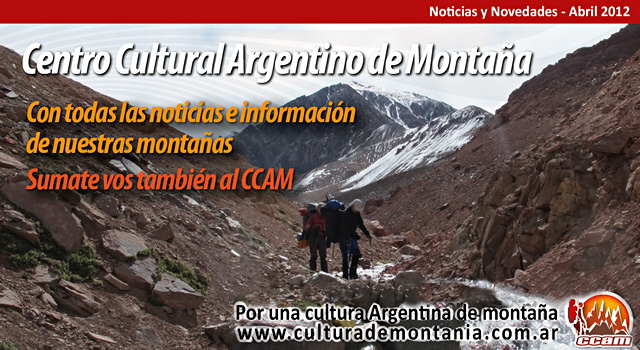 Noticias y Novedades - Abril 2012
Centro Cultural Argentino de Montaña
Con todas las noticias e información
de nuestras montañas
Sumate vos también al CCAM
Por una cultura Argentina de montaña
www.culturademontania.com.ar
ccam